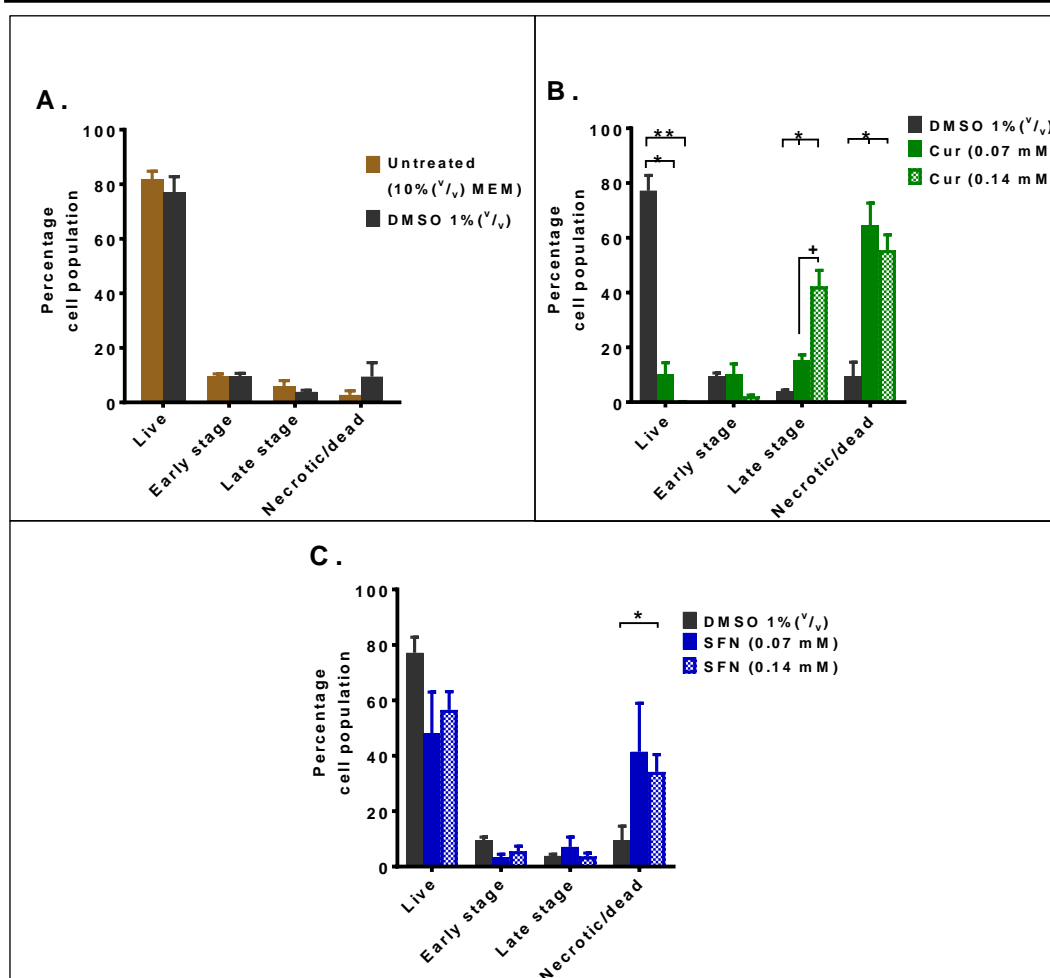 A.
100
80
60
40
20
0
Percentage
cell population
Untreated
(10%(v/v) MEM)
DMSO 1%(v/v)
Live
Early stage
Late stage
Necrotic/dead
B.
100
80
60
40
20
0
Percentage
cell population
**
*
*
*
+
DMSO 1%(v/v)
Cur (0.07 mM
Cur (0.14 mM
Live
Early stage
Late stage
Necrotic/dead
C.
100
80
60
40
20
0
Percentage
cell population
*
DMSO 1%(v/v)
SFN (0.07 mM)
SFN (0.14 mM)
Live
Early stage
Late stage
Necrotic/dead